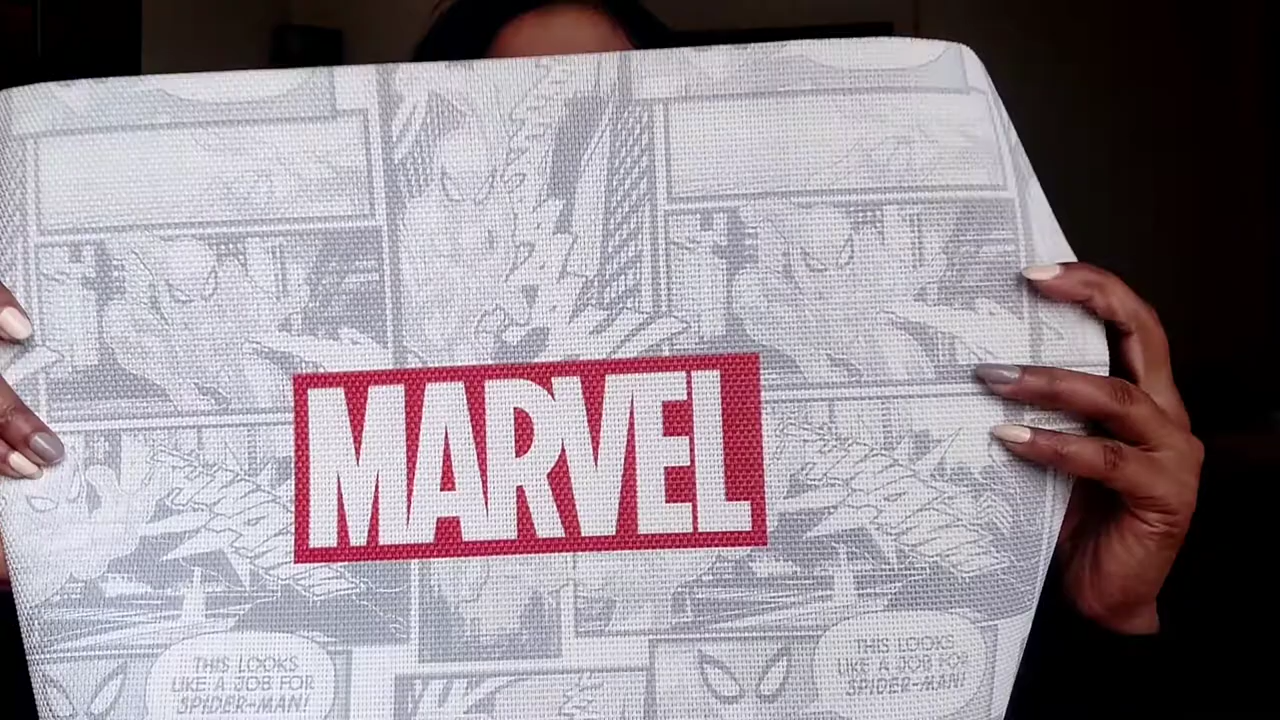 MARVEL
THIS LOOKS
LIKE A JOB FOR
SPIDER-MAN!
THIS LOOKS
LIKE A JOB FOR
SPIDER-MAN!